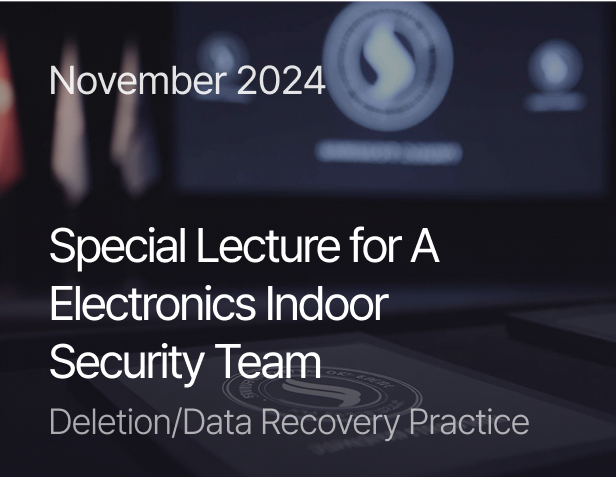 November 2024
Special Lecture for A
Electronics Indoor
Security Team
Deletion/Data Recovery Practice